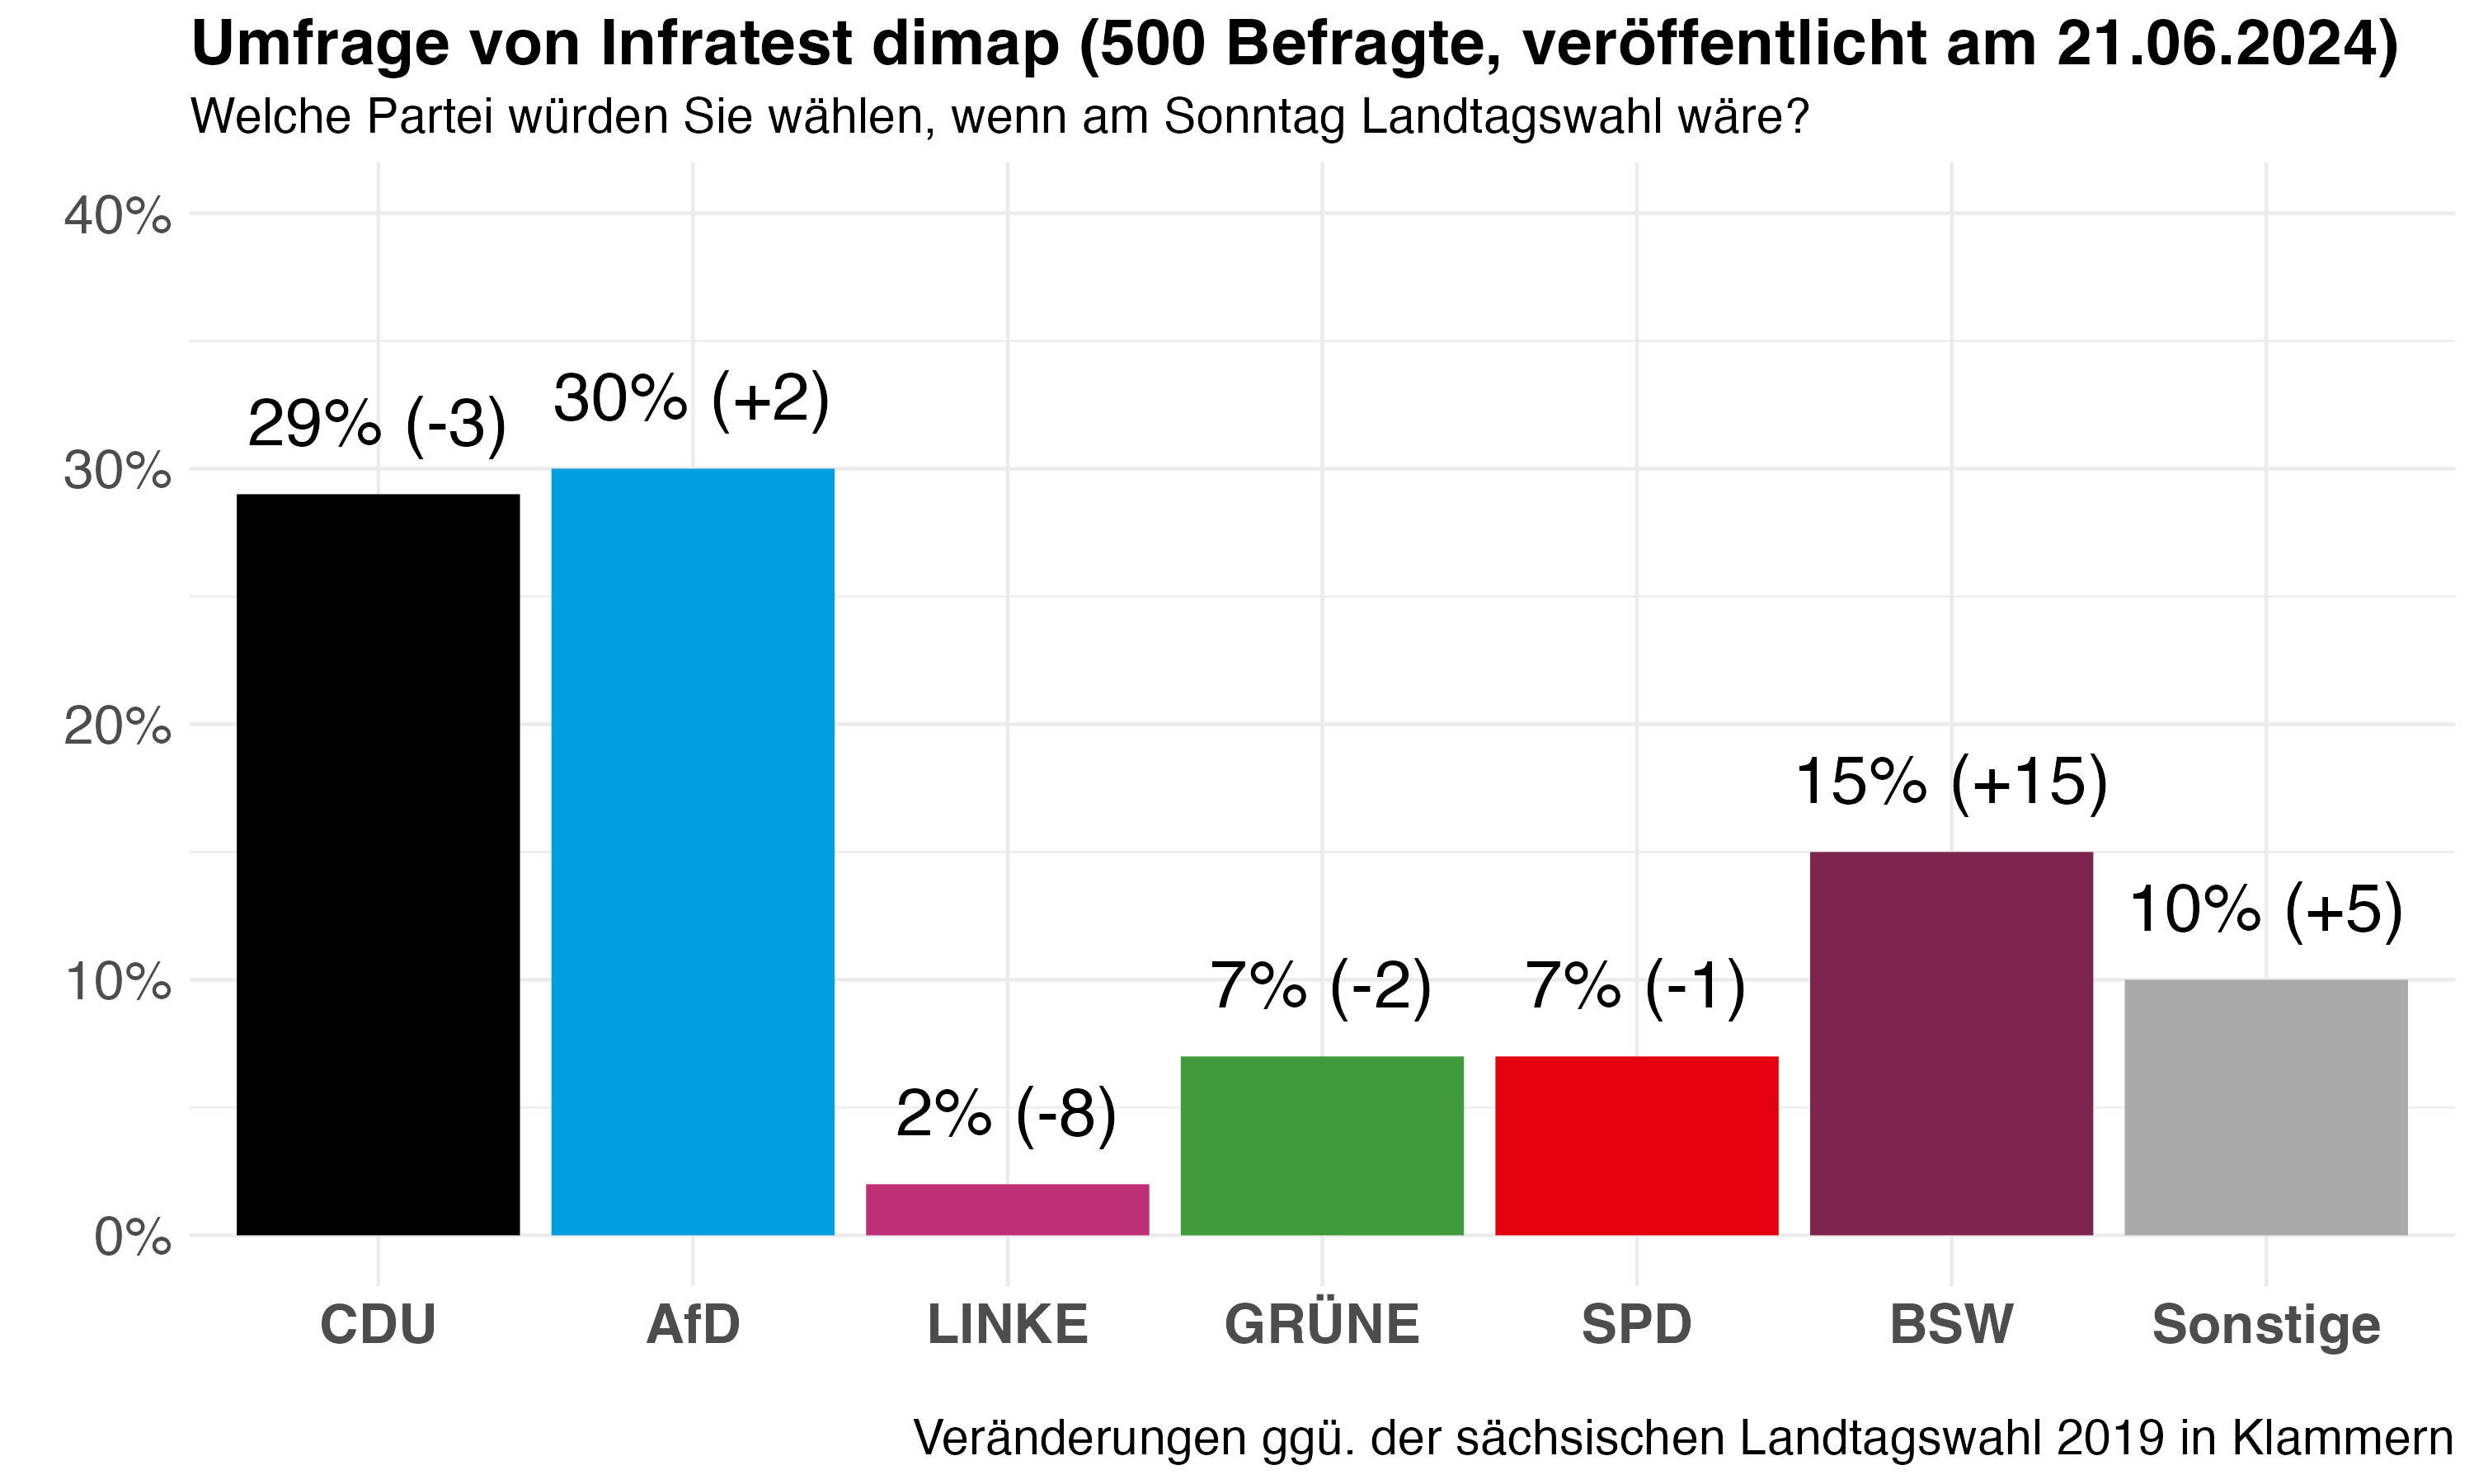 Umfrage von Infratest dimap (500 Befragte, veröffentlicht am 21.06.2024)
Welche Partei würden Sie wählen, wenn am Sonntag Landtagswahl wäre?
40%
30%
20%
10%
0%
29% (-3)
30% (+2)
2% (-8)
7% (-2)
7% (-1)
15% (+15)
10% (+5)
CDU
AfD
LINKE
GRÜNE
SPD
BSW
Sonstige
Veränderungen ggü. der sächsischen Landtagswahl 2019 in Klammern